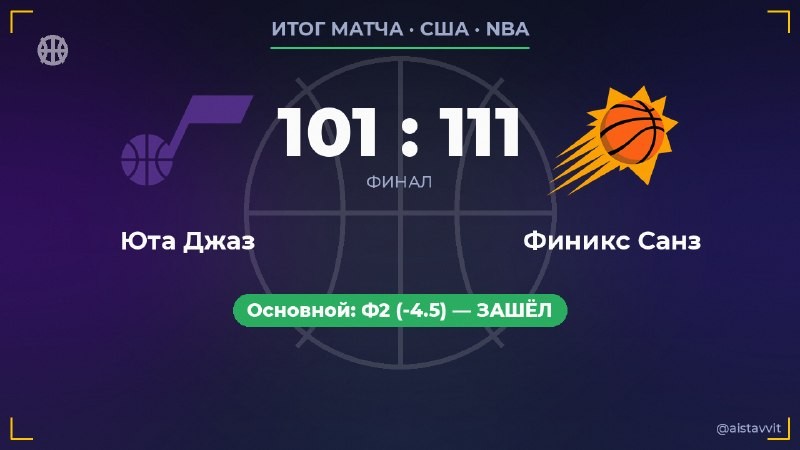 ИТОГ МАТЧА · США · NBA
101 : 111
ФИНАЛ
Юта Джаз
Финикс Санз
Основной: Ф2 (-4.5) — ЗАШЁЛ
@aistavvit